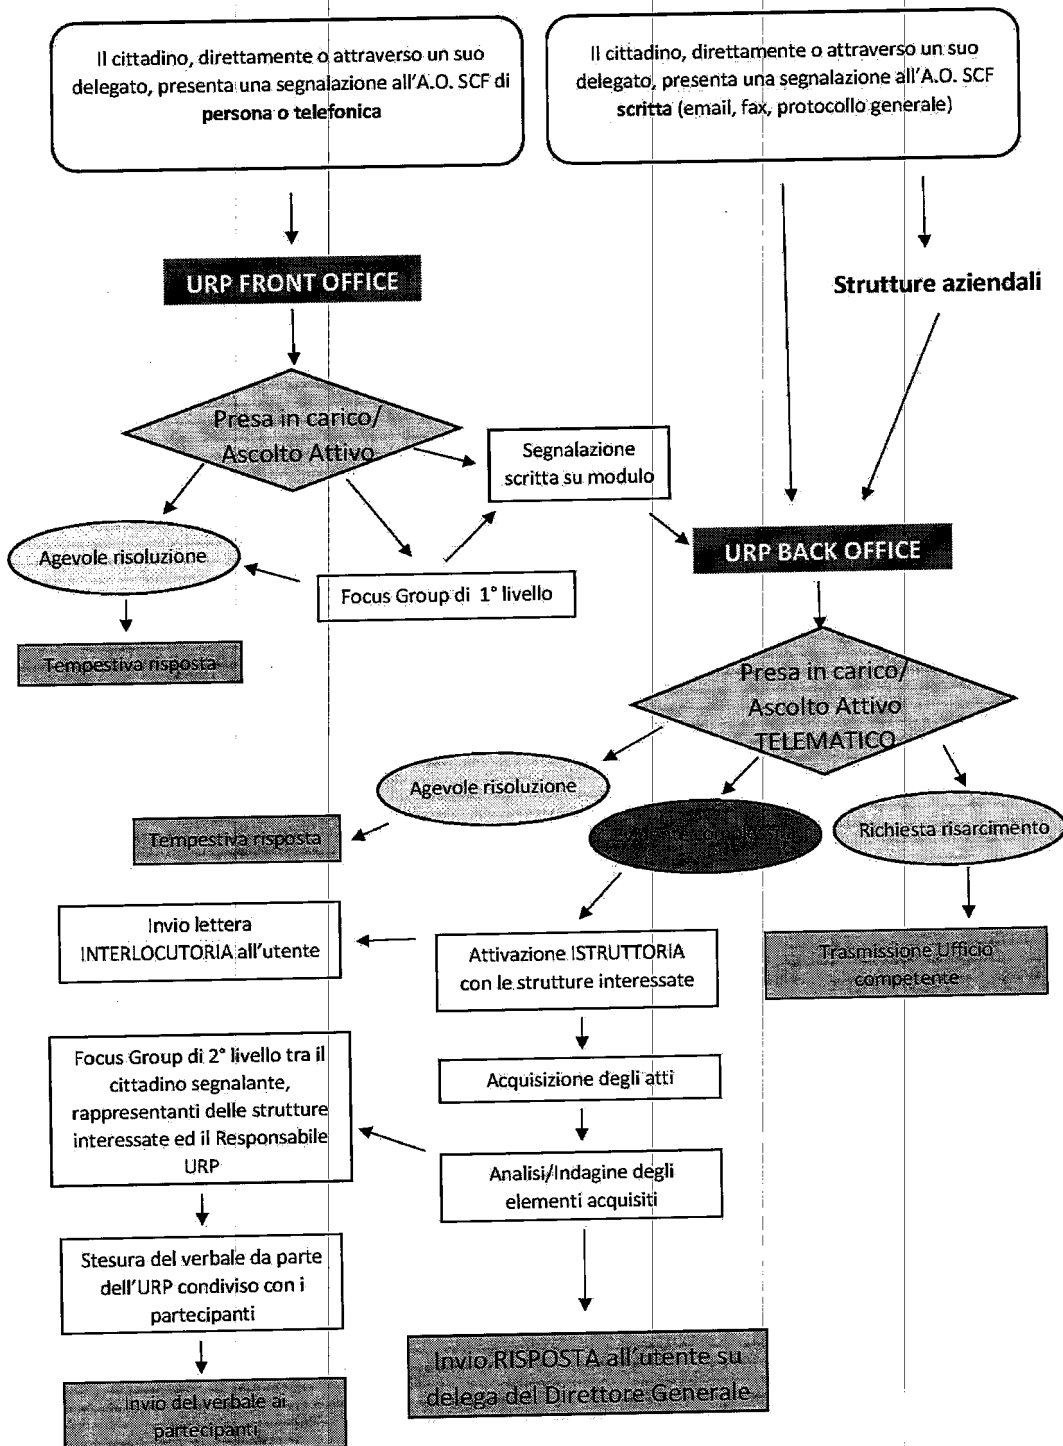 Il cittadino, direttamente o attraverso un suo
delegato, presenta una segnalazione all'A.O. SCF di
persona o telefonica
Il cittadino, direttamente o attraverso un suo
delegato, presenta una segnalazione all'A.O. SCF
scritta (email, fax, protocollo generale)
URP FRONT OFFICE
Strutture aziendali
Presa in carico/
Ascolto Attivo
Segnalazione
scritta su modulo
Agevole risoluzione
Focus Group di 1° livello
URP BACK OFFICE
Tempestiva risposta
Presa in carico/
Ascolto Attivo
TELEMATICO
Agevole risoluzione
Richiesta risarcimento
Tempestiva risposta
Invio lettera
INTERLOCUTORIA all'utente
Attivazione ISTRUTTORIA
con le strutture interessate
Trasmissione Ufficio
competente
Focus Group di 2° livello tra il
cittadino segnalante,
rappresentanti delle strutture
interessate ed il Responsabile
URP
Acquisizione degli atti
Analisi/Indagine degli
elementi acquisiti
Stesura del verbale da parte
dell'URP condiviso con i
partecipanti
Invio RISPOSTA all'utente su
delega del Direttore Generale
Invio del verbale ai
partecipanti